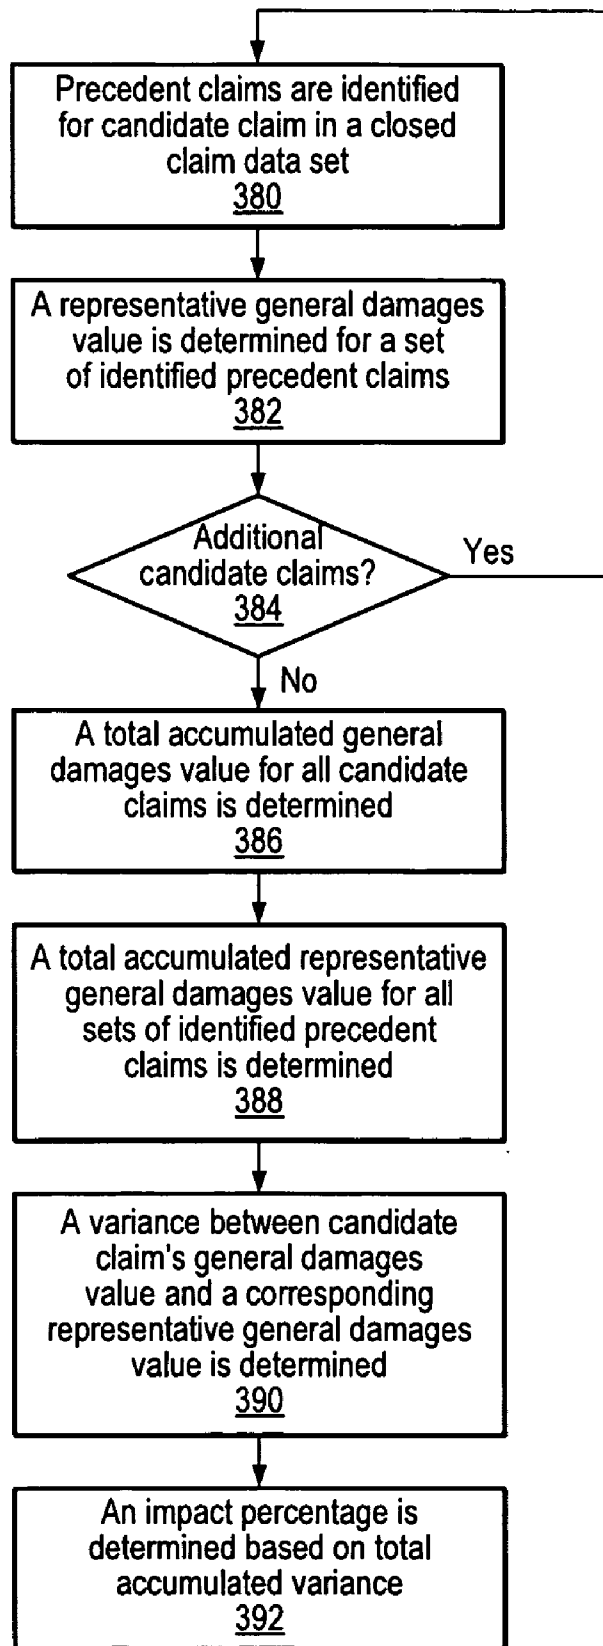 Precedent claims are identified
for candidate claim in a closed
claim data set
380
A representative general damages
value is determined for a set
of identified precedent claims
382
Additional
candidate claims?
384
Yes
No
A total accumulated general
damages value for all candidate
claims is determined
386
A total accumulated representative
general damages value for all
sets of identified precedent
claims is determined
388
A variance between candidate
claim's general damages
value and a corresponding
representative general damages
value is determined
390
An impact percentage is
determined based on total
accumulated variance
392